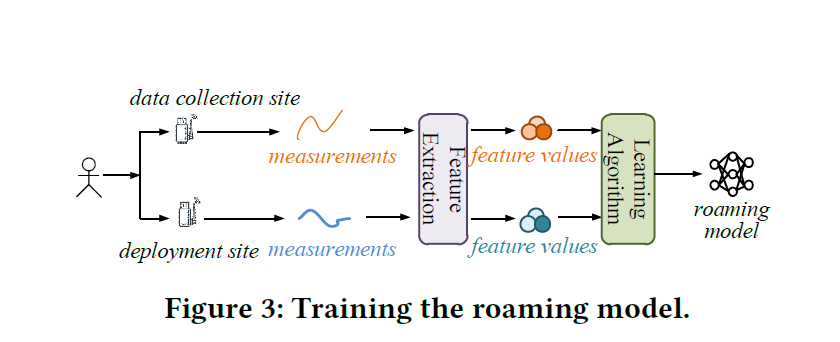 data collection site
measurements
Feature
Extraction
feature values
Learning
Algorithm
roaming
model
deployment site
measurements
feature values
Figure 3: Training the roaming model.